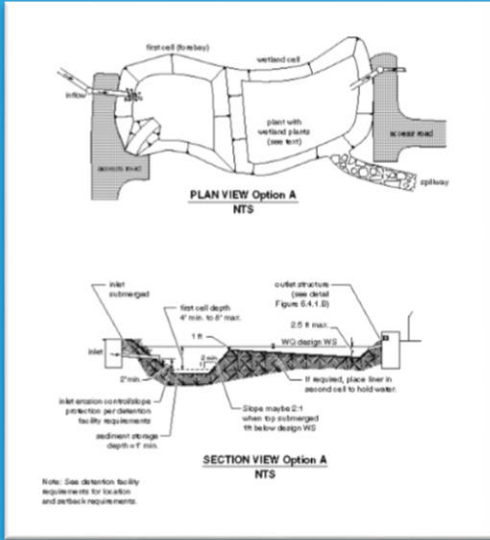 first cell (forebay)
wetland cell
inflow
plant with
wetland plants
(see text)
access road
access road
spillway
PLAN VIEW Option A
NTS
inlet
submerged
first cell depth
4" min. to 8" max.
outlet structure
(see detail
Figure 6.4.1.B)
2.5 ft max.
1 ft
WQ design WS
inlet
2 min.
1
2" min.
If required, place liner in
second cell to hold water.
inlet erosion control/slope
protection per detention
facility requirements
Slope maybe 2:1
when top submerged
1ft below design WS
sediment storage
depth = 1' min.
SECTION VIEW Option A
NTS
Note: See detention facility
requirements for location
and setback requirements.